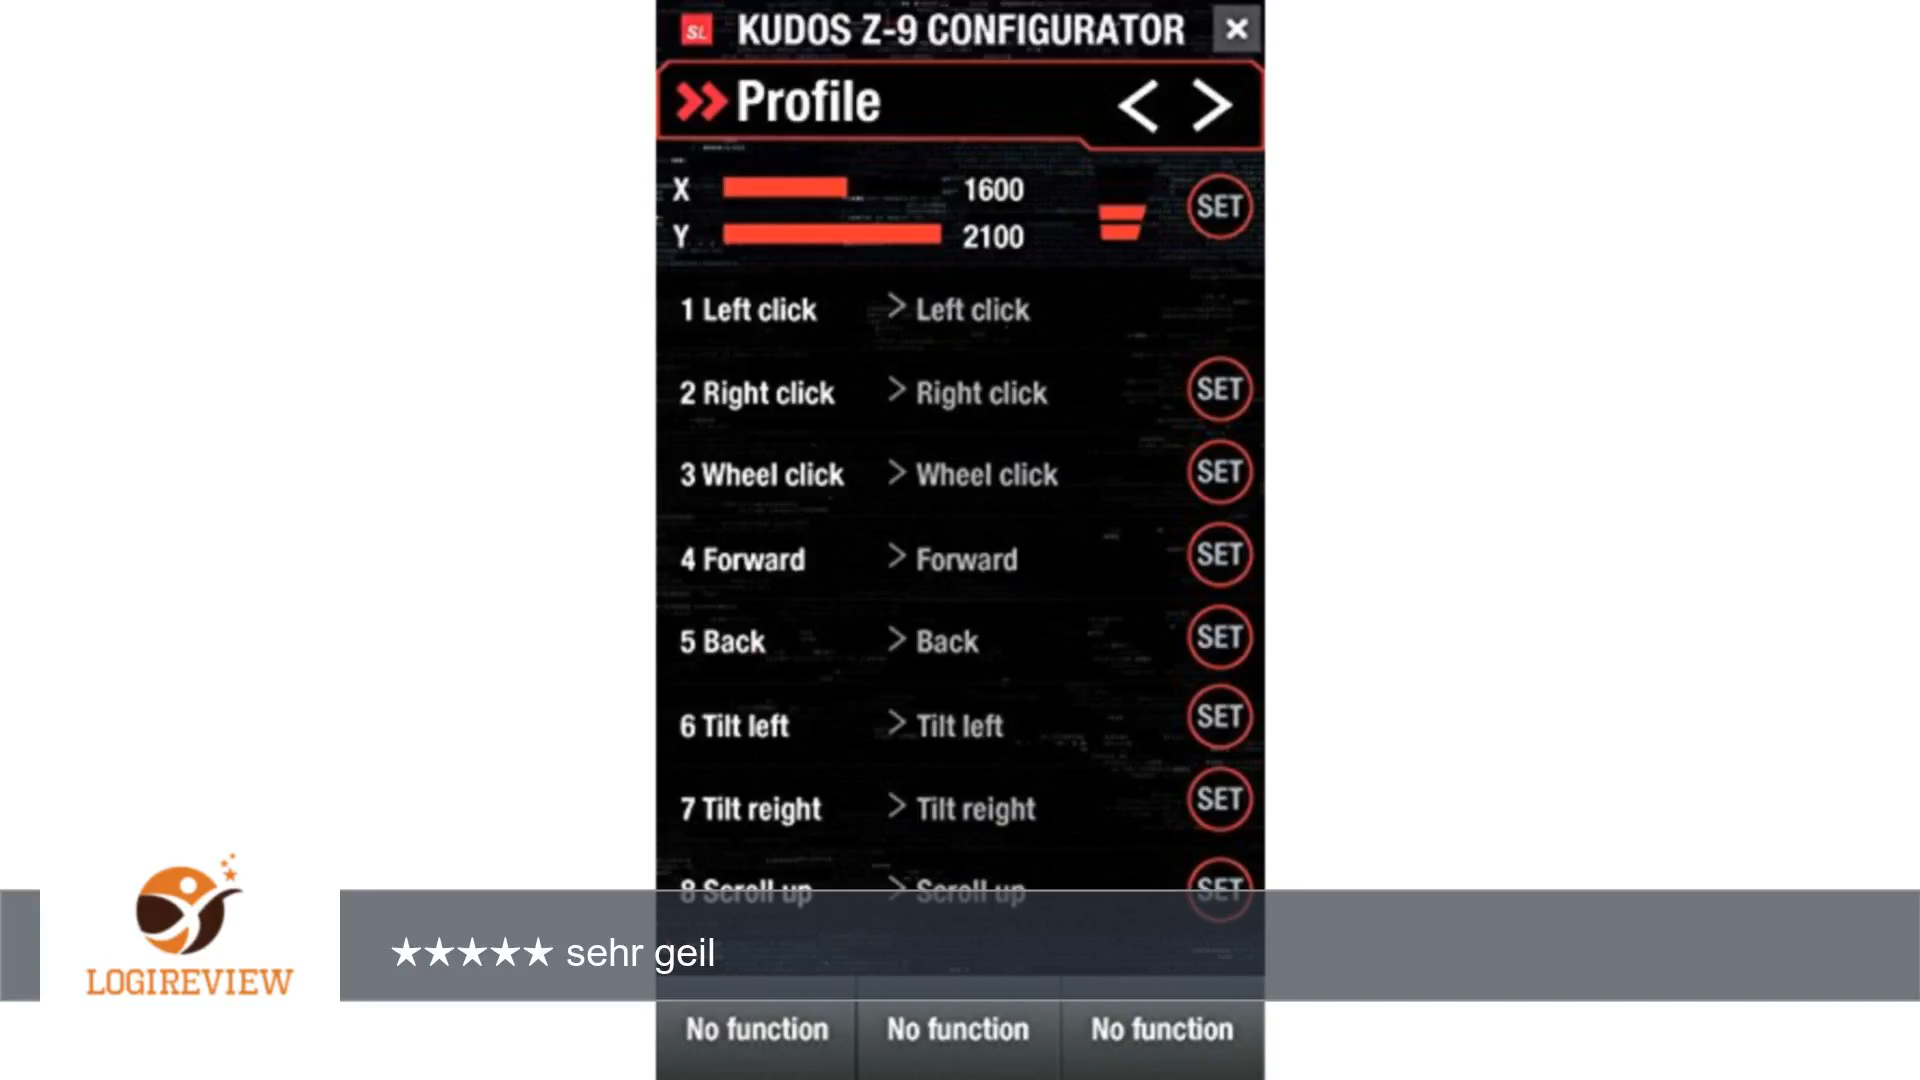 SL KUDOS Z-9 CONFIGURATOR
Profile
X 1600 SET
Y 2100
1 Left click > Left click
2 Right click > Right click SET
3 Wheel click > Wheel click SET
4 Forward > Forward SET
5 Back > Back SET
6 Tilt left > Tilt left SET
7 Tilt reight > Tilt reight SET
8 Scroll up > Scroll up SET
★★★★★ sehr geil
LOGIREVIEW
No function No function No function